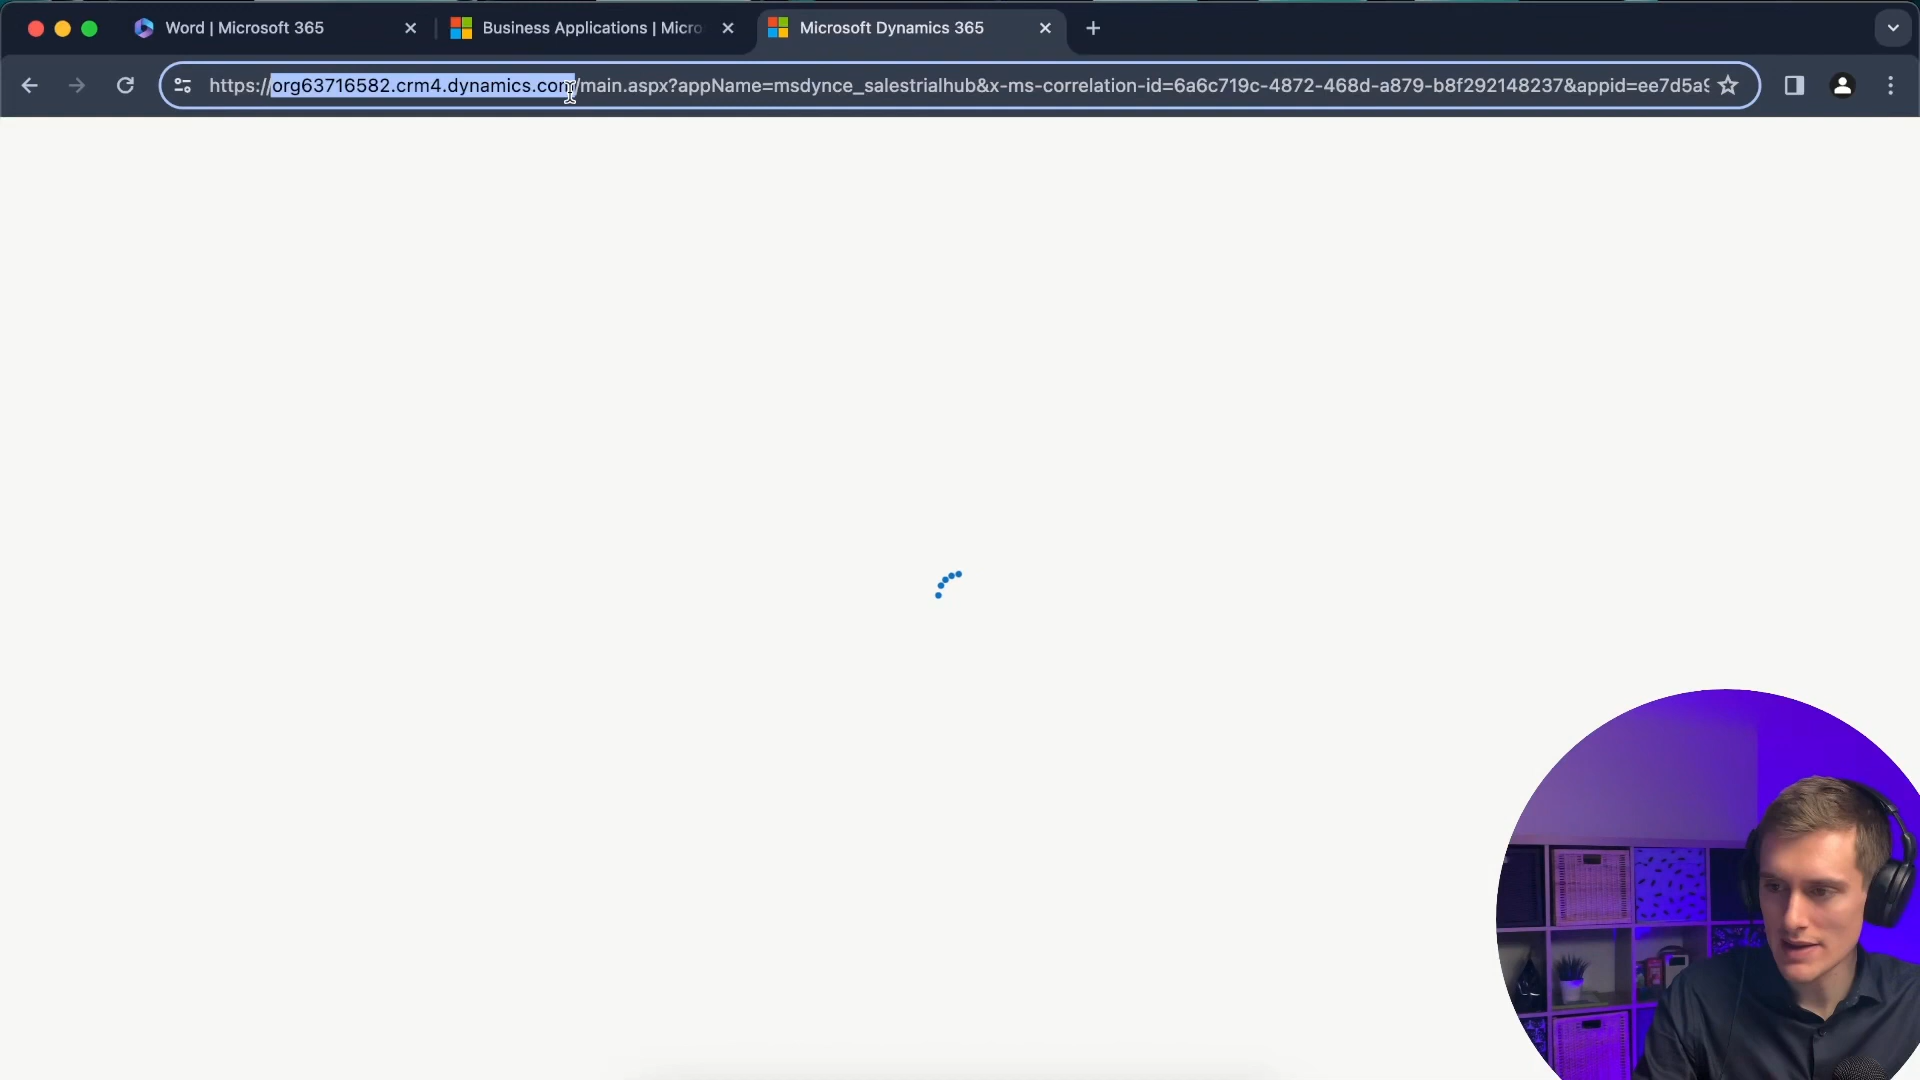 Word | Microsoft 365
Business Applications | Micro
Microsoft Dynamics 365
https://org63716582.crm4.dynamics.com/main.aspx?appName=msdynce_salestrialhub&x-ms-correlation-id=6a6c719c-4872-468d-a879-b8f292148237&appid=ee7d5a9